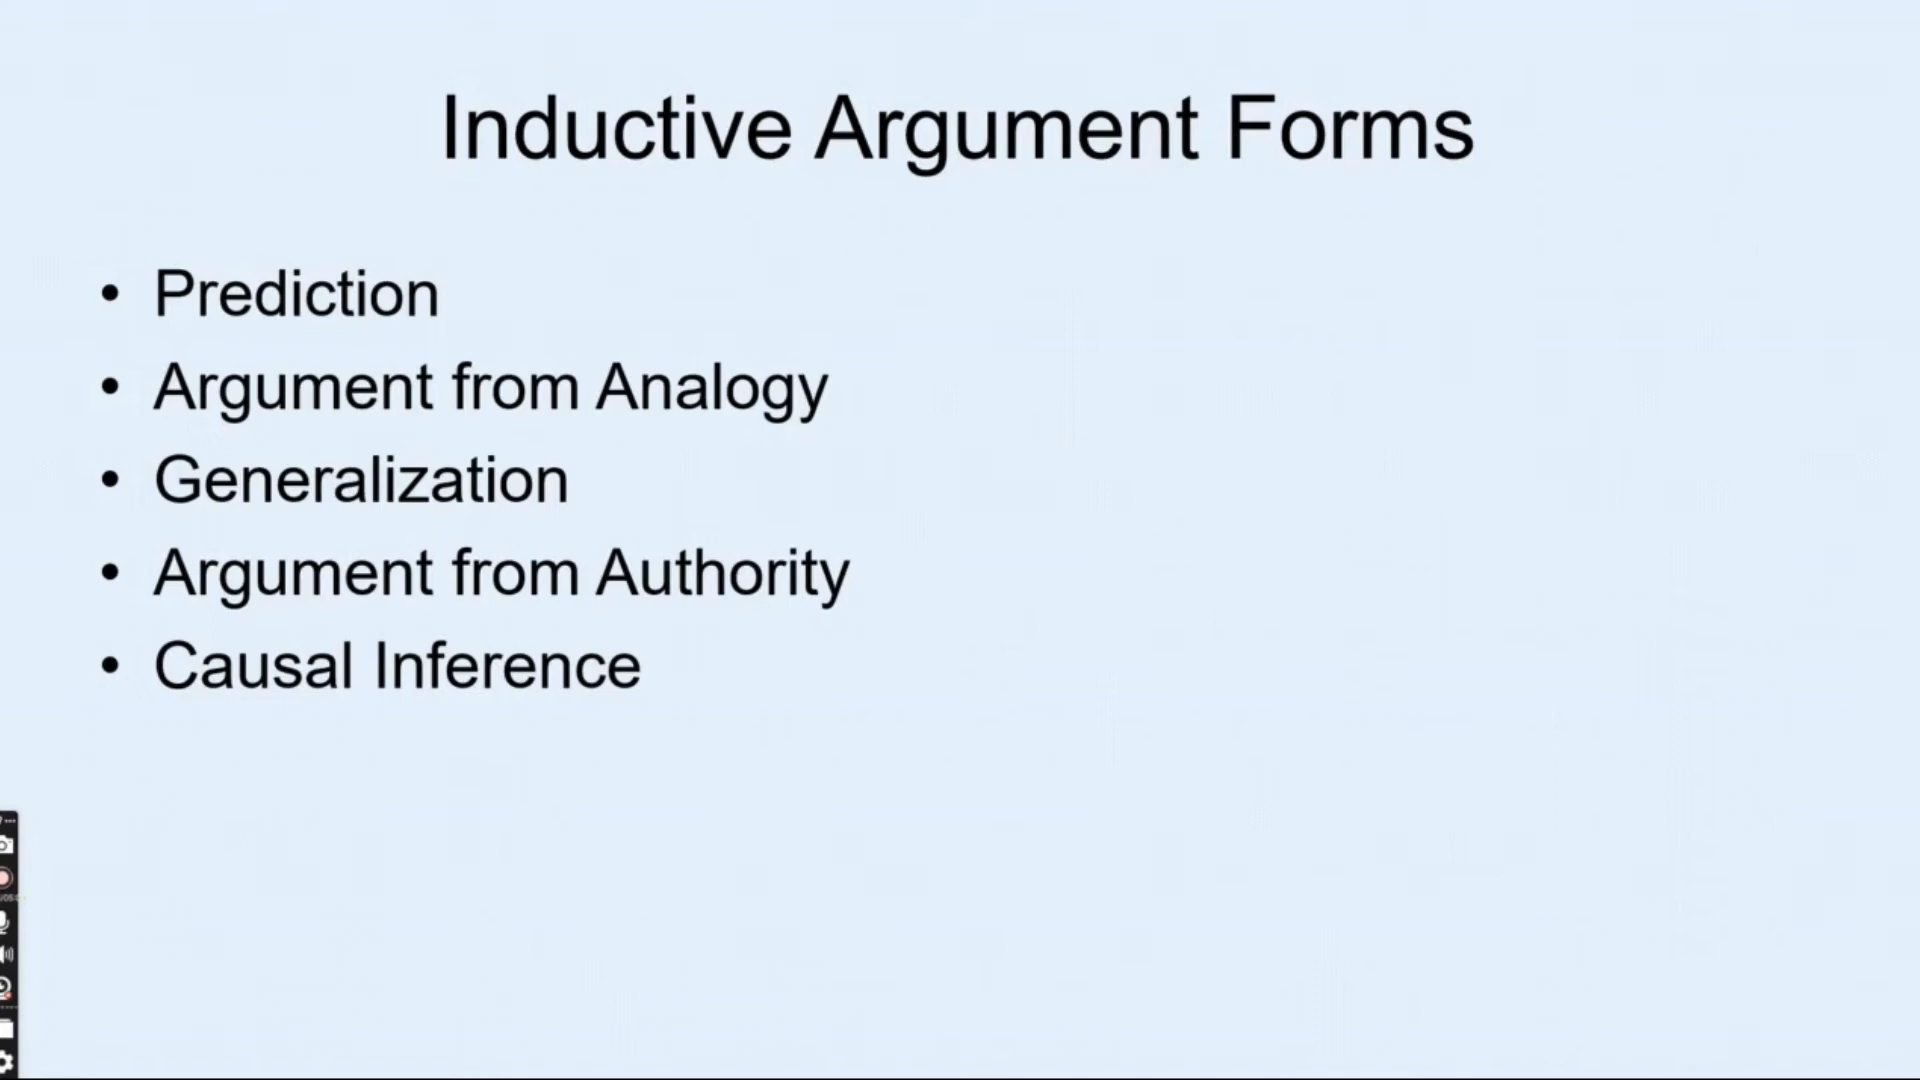 Inductive Argument Forms
• Prediction
• Argument from Analogy
• Generalization
• Argument from Authority
• Causal Inference